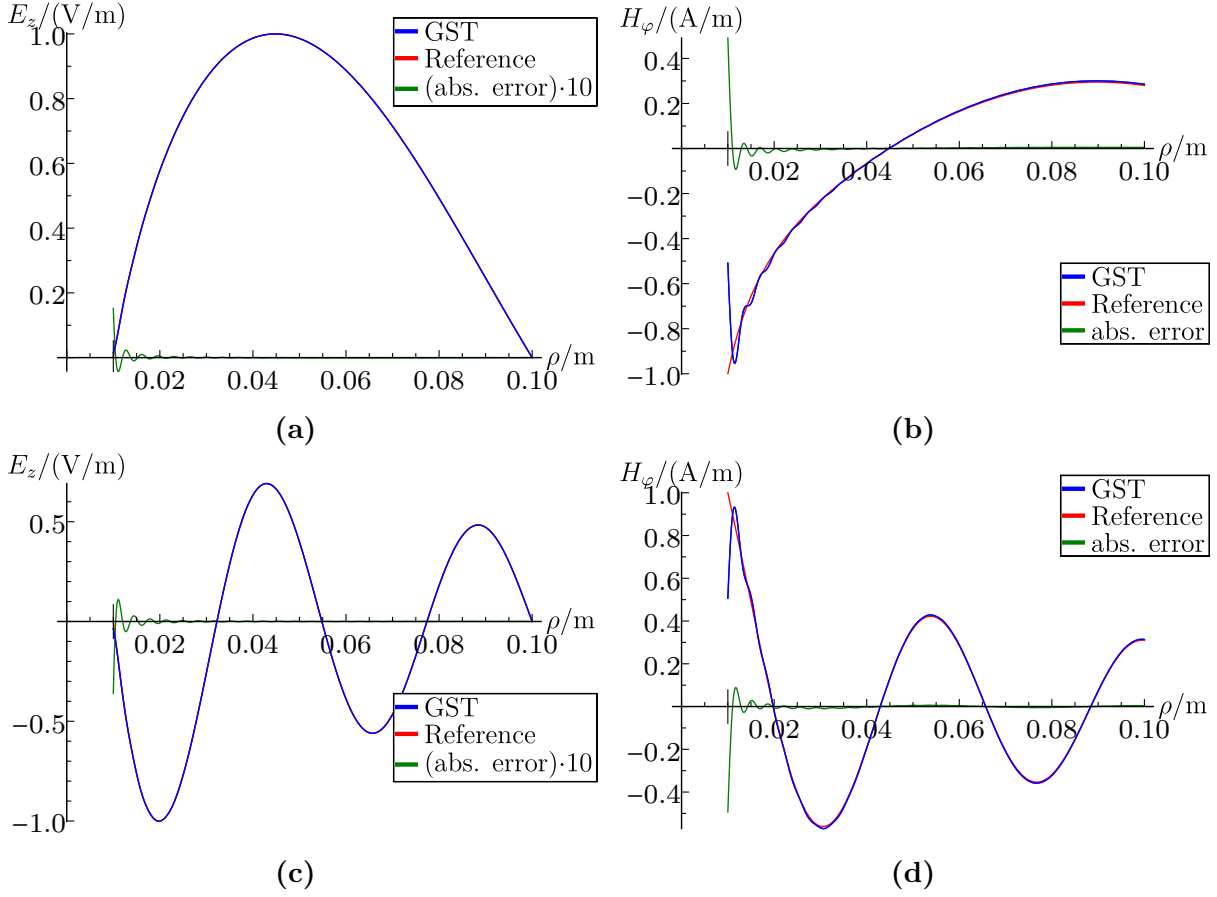 E_z/(V/m)
1.0
0.8
0.6
0.4
0.2
0.02 0.04 0.06 0.08 0.10
ρ/m
GST
Reference
(abs. error)·10
(a)
H_φ/(A/m)
0.4
0.2
−0.2
−0.4
−0.6
−0.8
−1.0
0.02 0.04 0.06 0.08 0.10
ρ/m
GST
Reference
abs. error
(b)
E_z/(V/m)
0.5
−0.5
−1.0
0.02 0.04 0.06 0.08 0.10
ρ/m
GST
Reference
(abs. error)·10
(c)
H_φ/(A/m)
1.0
0.8
0.6
0.4
0.2
−0.2
−0.4
0.02 0.04 0.06 0.08 0.10
ρ/m
GST
Reference
abs. error
(d)